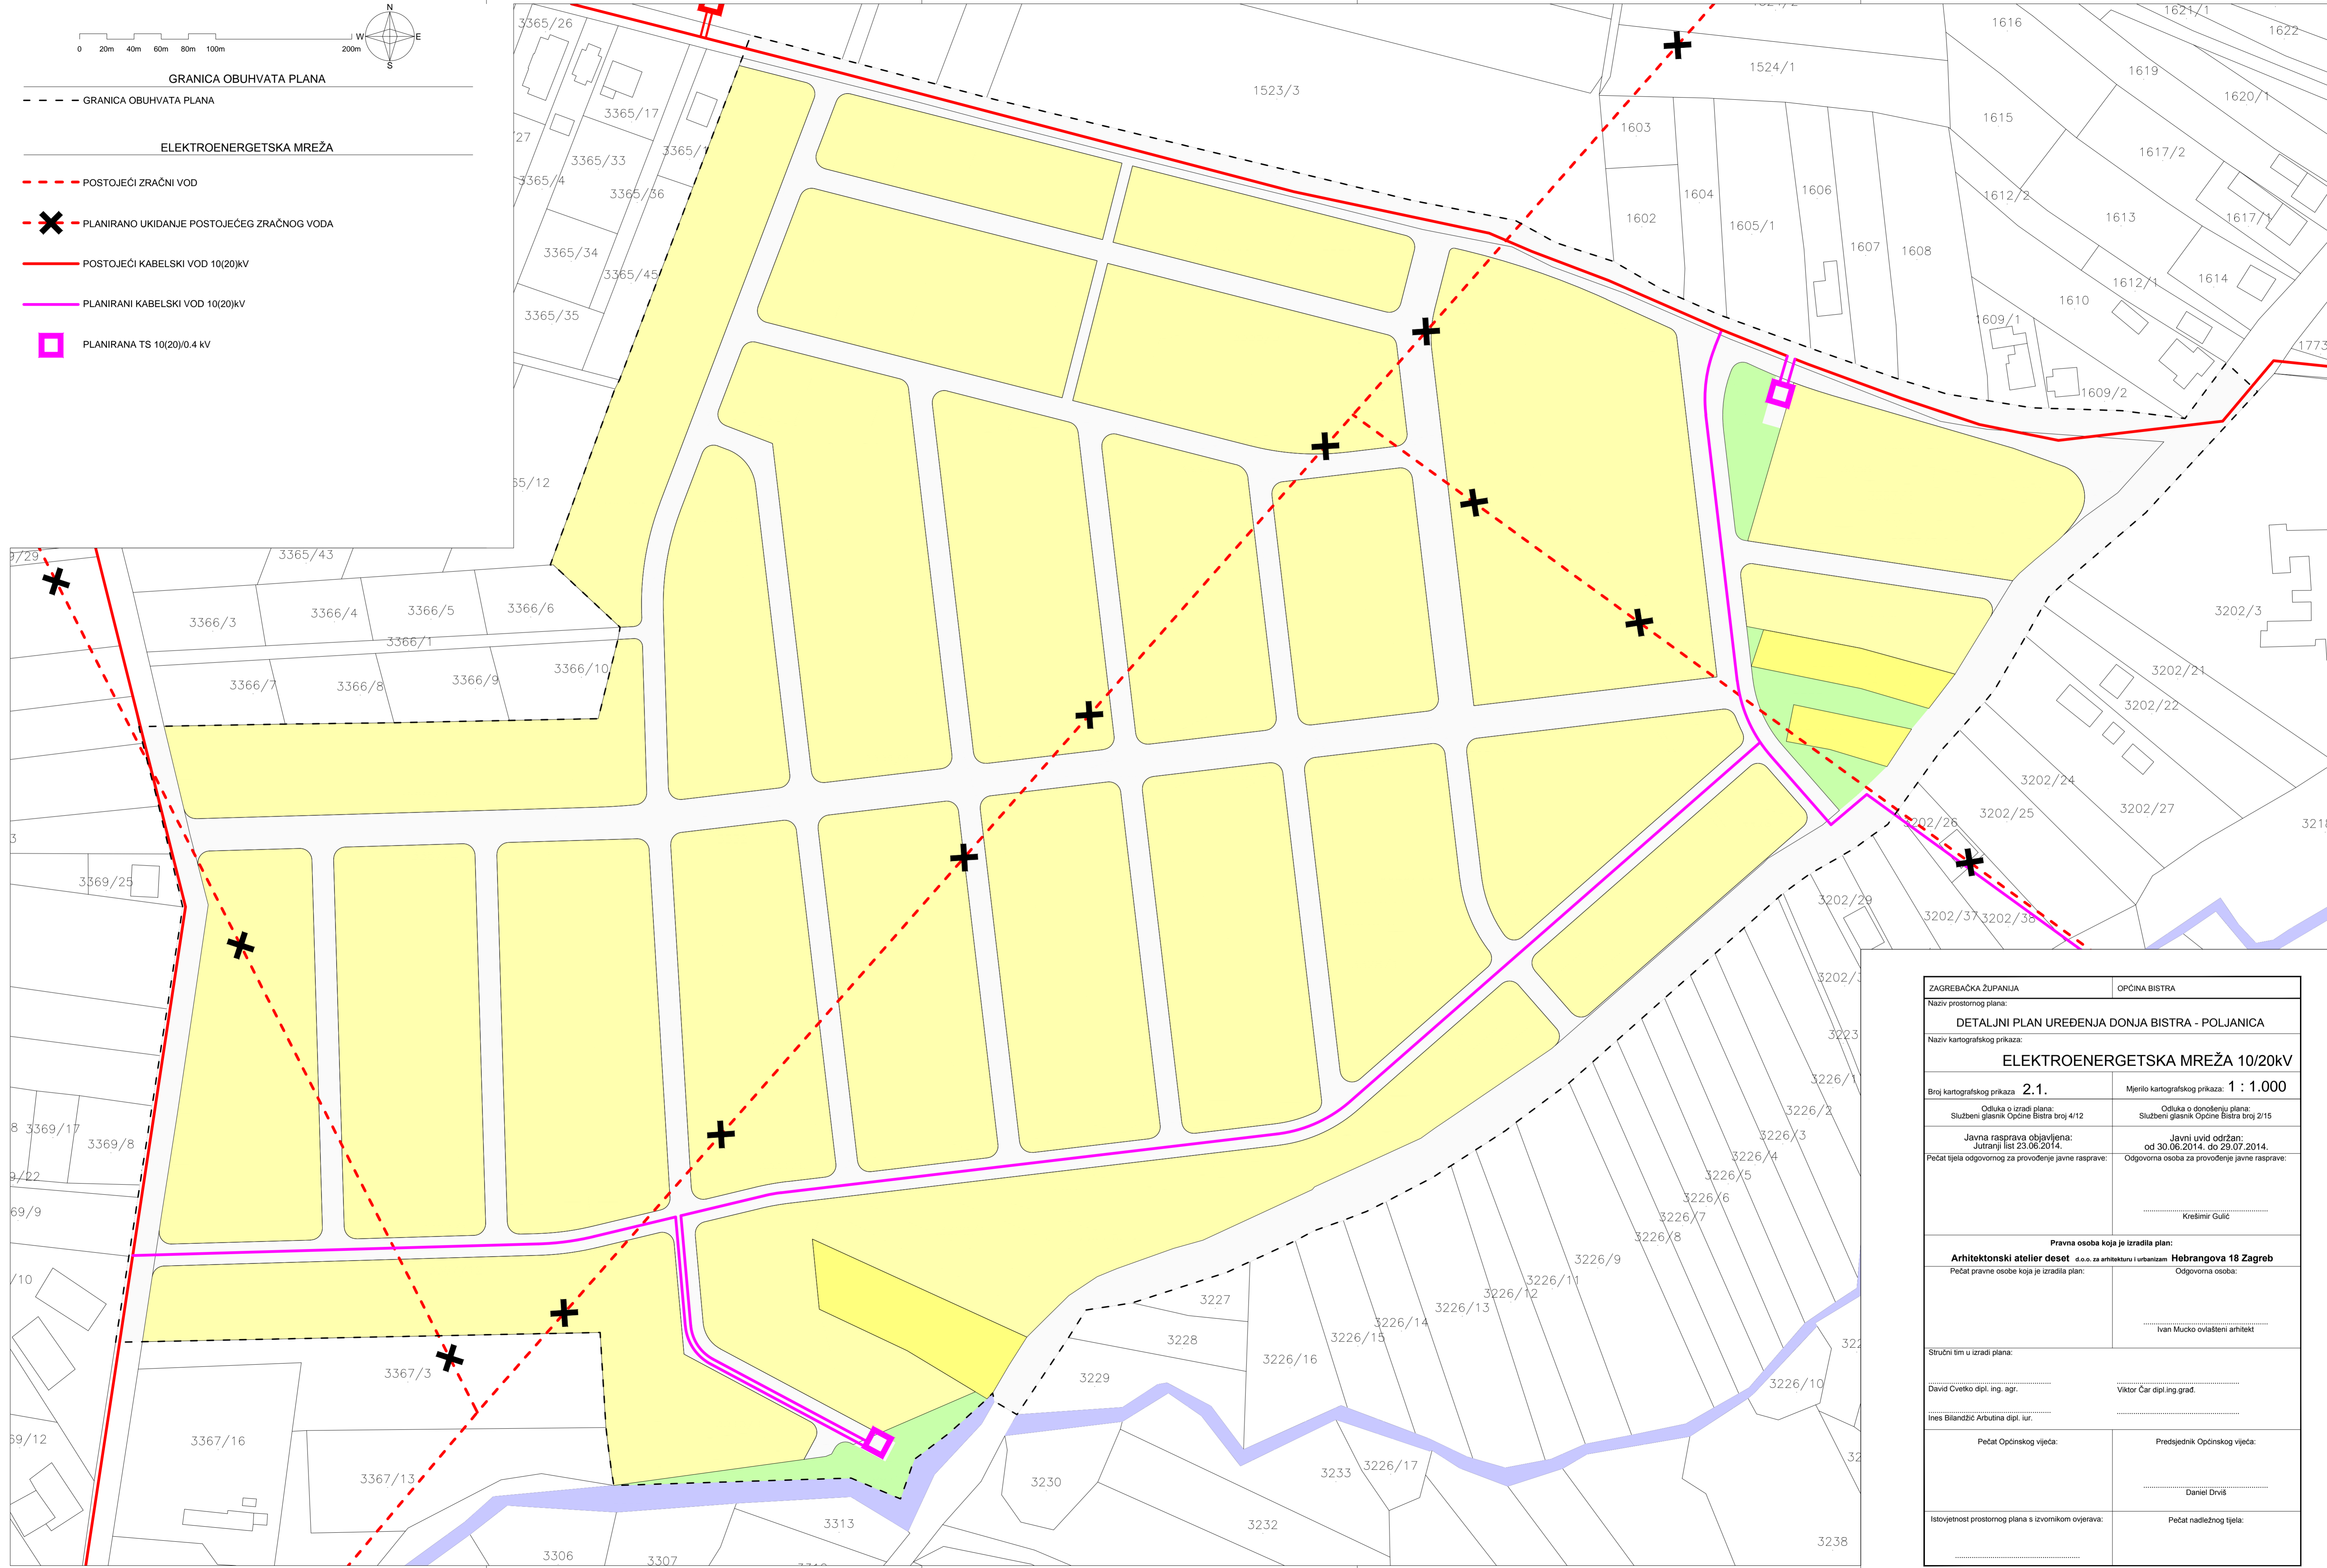 N
W
E
S
0 20m 40m 60m 80m 100m 200m
GRANICA OBUHVATA PLANA
GRANICA OBUHVATA PLANA
ELEKTROENERGETSKA MREŽA
POSTOJEĆI ZRAČNI VOD
PLANIRANO UKIDANJE POSTOJEĆEG ZRAČNOG VODA
POSTOJEĆI KABELSKI VOD 10(20)kV
PLANIRANI KABELSKI VOD 10(20)kV
PLANIRANA TS 10(20)/0.4 kV
3365/26
3365/17
3365/33
3365/4
3365/36
3365/34
3365/45
3365/35
3365/43
3366/3
3366/4
3366/5
3366/6
3366/1
3366/7
3366/8
3366/9
3366/10
3369/25
3369/17
3369/8
3367/3
3367/16
3367/13
3306
3307
3313
1523/3
1524/1
1603
1602
1604
1605/1
1606
1607
1608
1616
1615
1619
1621/1
1622
1620/1
1617/2
1612/2
1613
1617/1
1612/1
1614
1610
1609/1
1609/2
3202/3
3202/21
3202/22
3202/24
3202/25
3202/27
3202/26
3202/29
3202/37
3202/38
3226/2
3226/3
3226/4
3226/5
3226/6
3226/7
3226/8
3226/9
3226/11
3226/12
3226/13
3226/14
3226/15
3226/16
3226/10
3226/17
3227
3228
3229
3230
3232
3233
3238
ZAGREBAČKA ŽUPANIJA
OPĆINA BISTRA
Naziv prostornog plana:
DETALJNI PLAN UREĐENJA DONJA BISTRA - POLJANICA
Naziv kartografskog prikaza:
ELEKTROENERGETSKA MREŽA 10/20kV
Broj kartografskog prikaza 2.1.
Mjerilo kartografskog prikaza: 1 : 1.000
Odluka o izradi plana:
Službeni glasnik Općine Bistra broj 4/12
Odluka o donošenju plana:
Službeni glasnik Općine Bistra broj 2/15
Javna rasprava objavljena:
Jutranji list 23.06.2014.
Javni uvid održan:
od 30.06.2014. do 29.07.2014.
Pečat tijela odgovornog za provođenje javne rasprave:
Odgovorna osoba za provođenje javne rasprave:
Krešimir Gulić
Pravna osoba koja je izradila plan:
Arhitektonski atelier deset d.o.o. za arhitekturu i urbanizam Hebrangova 18 Zagreb
Pečat pravne osobe koja je izradila plan:
Odgovorna osoba:
Ivan Mucko ovlašteni arhitekt
Stručni tim u izradi plana:
David Cvetko dipl. ing. agr.
Viktor Čar dipl.ing.građ.
Ines Bilandžić Arbutina dipl. iur.
Pečat Općinskog vijeća:
Predsjednik Općinskog vijeća:
Daniel Drviš
Istovjetnost prostornog plana s izvornikom ovjerava:
Pečat nadležnog tijela: